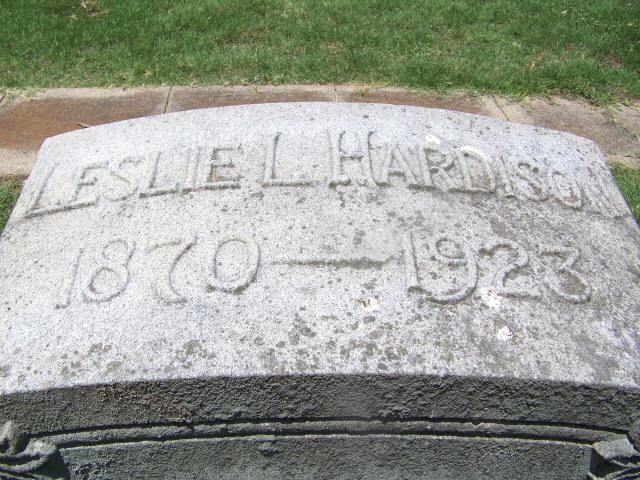 LESLIE L. HARDISON
1870 — 1923